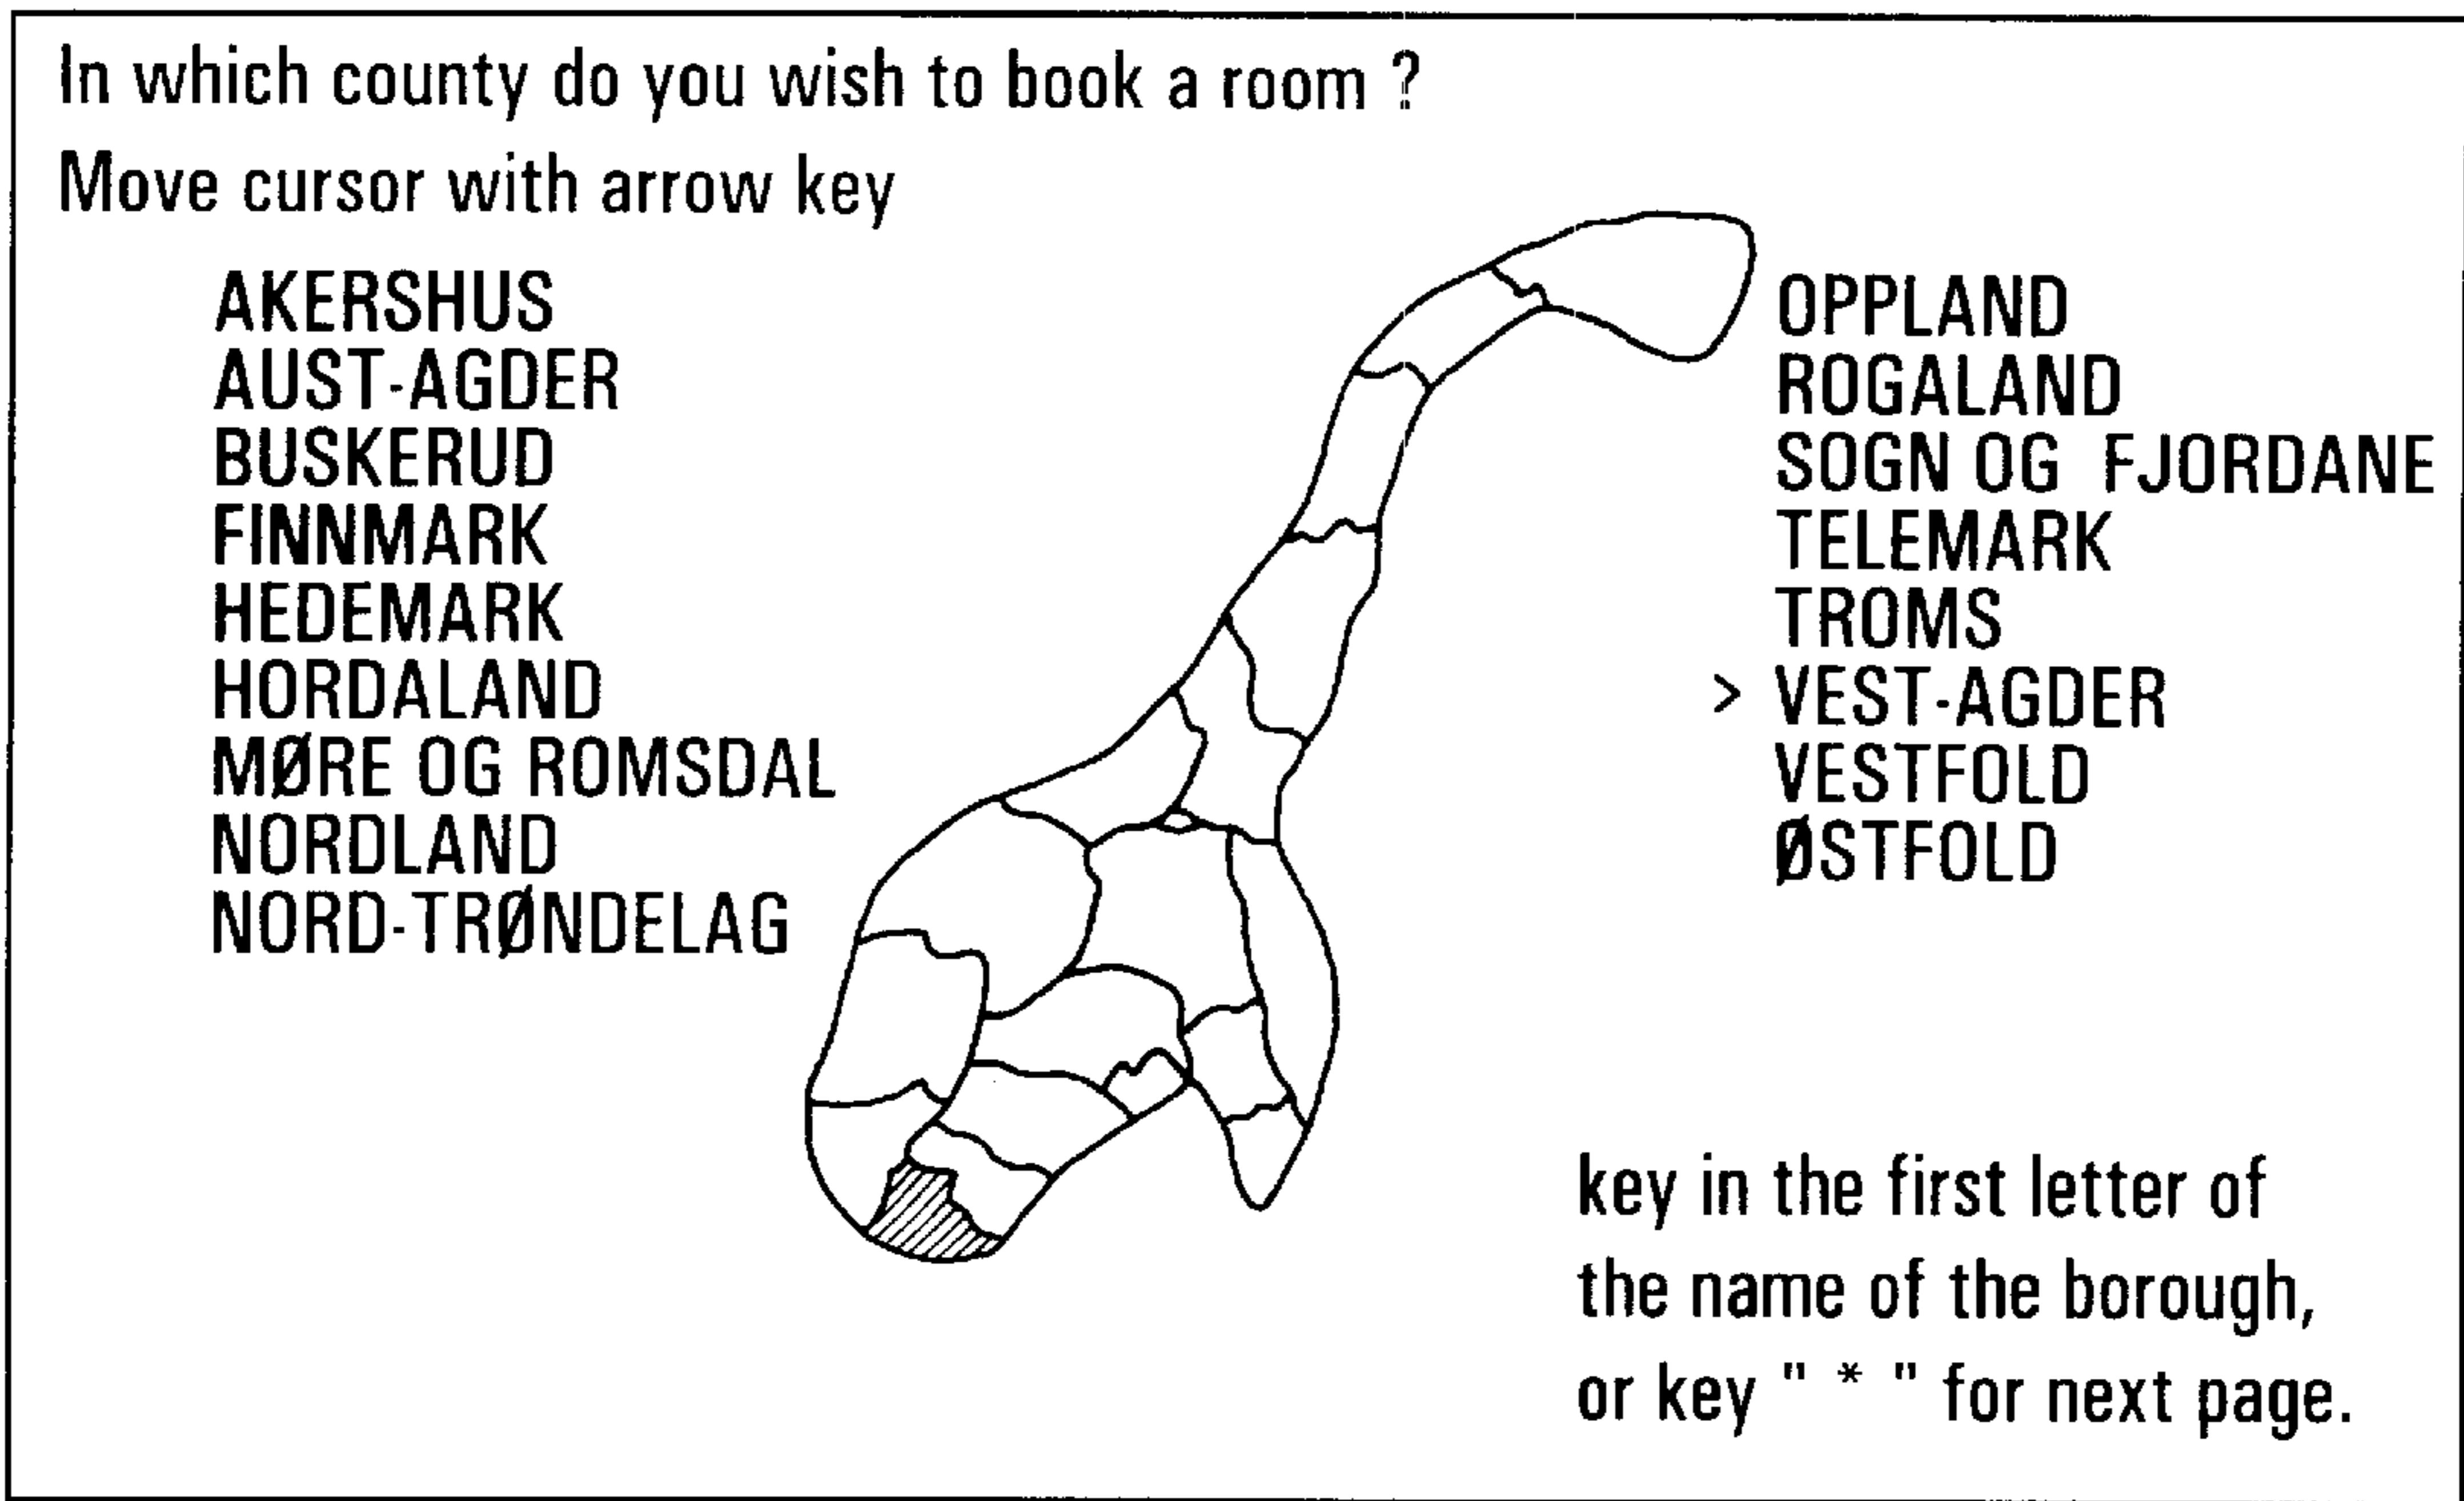 In which county do you wish to book a room ?
Move cursor with arrow key
AKERSHUS
AUST-AGDER
BUSKERUD
FINNMARK
HEDEMARK
HORDALAND
MØRE OG ROMSDAL
NORDLAND
NORD-TRØNDELAG
OPPLAND
ROGALAND
SOGN OG FJORDANE
TELEMARK
TROMS
> VEST-AGDER
VESTFOLD
ØSTFOLD
key in the first letter of
the name of the borough,
or key " * " for next page.